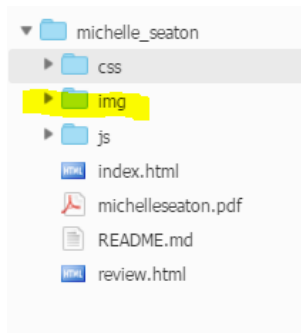 michelle_seaton
css
img
js
index.html
michelleseaton.pdf
README.md
review.html